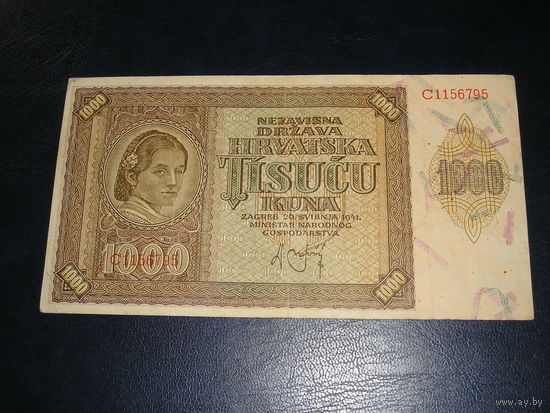 1000
1000
C1156795
NEZAVISNA
DRŽAVA
HRVATSKA
TISUĆU
KUNA
1000
ZAGREB 26. SVIBNJA 1941.
MINISTAR NARODNOG
GOSPODARSTVA
C1156795
1000
1000
1000
www.ay.by